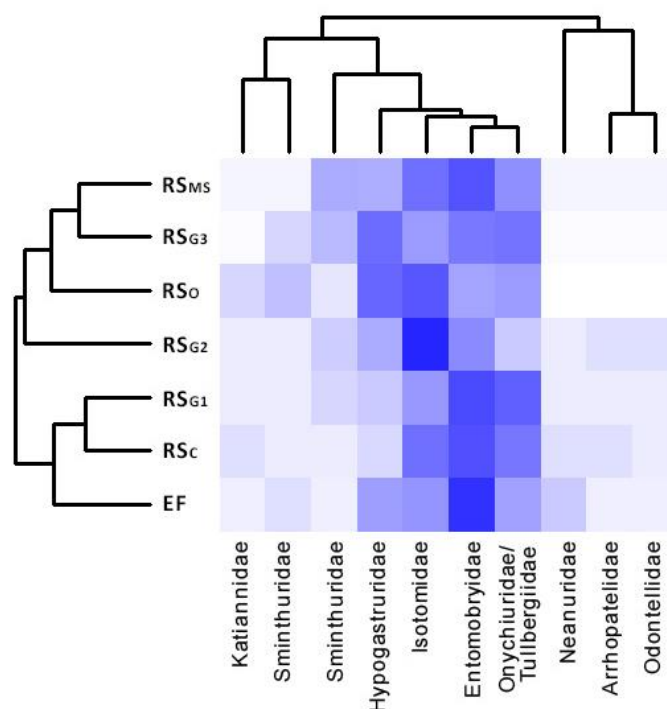 RSMS
RSG3
RSO
RSG2
RSG1
RSC
EF
Katiannidae
Sminthuridae
Sminthuridae
Hypogastruridae
Isotomidae
Entomobryidae
Onychiuridae/
Tullbergiidae
Neanuridae
Arrhopatelidae
Odontellidae